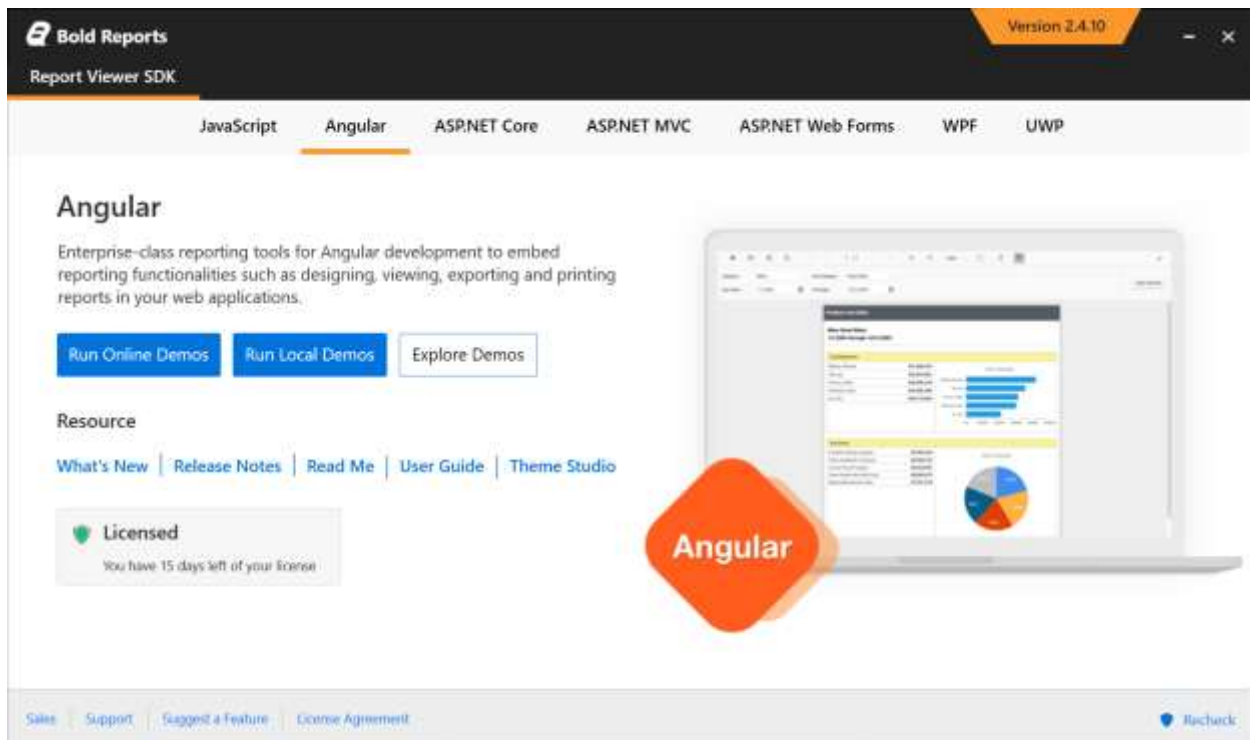 Bold Reports
Version 2.4.10
Report Viewer SDK
JavaScript Angular ASP.NET Core ASP.NET MVC ASP.NET Web Forms WPF UWP
Angular
Enterprise-class reporting tools for Angular development to embed
reporting functionalities such as designing, viewing, exporting and printing
reports in your web applications.
Run Online Demos Run Local Demos Explore Demos
Resource
What's New Release Notes Read Me User Guide Theme Studio
Licensed
You have 15 days left of your license
Angular
Sales Support Suggest a Feature License Agreement Recheck